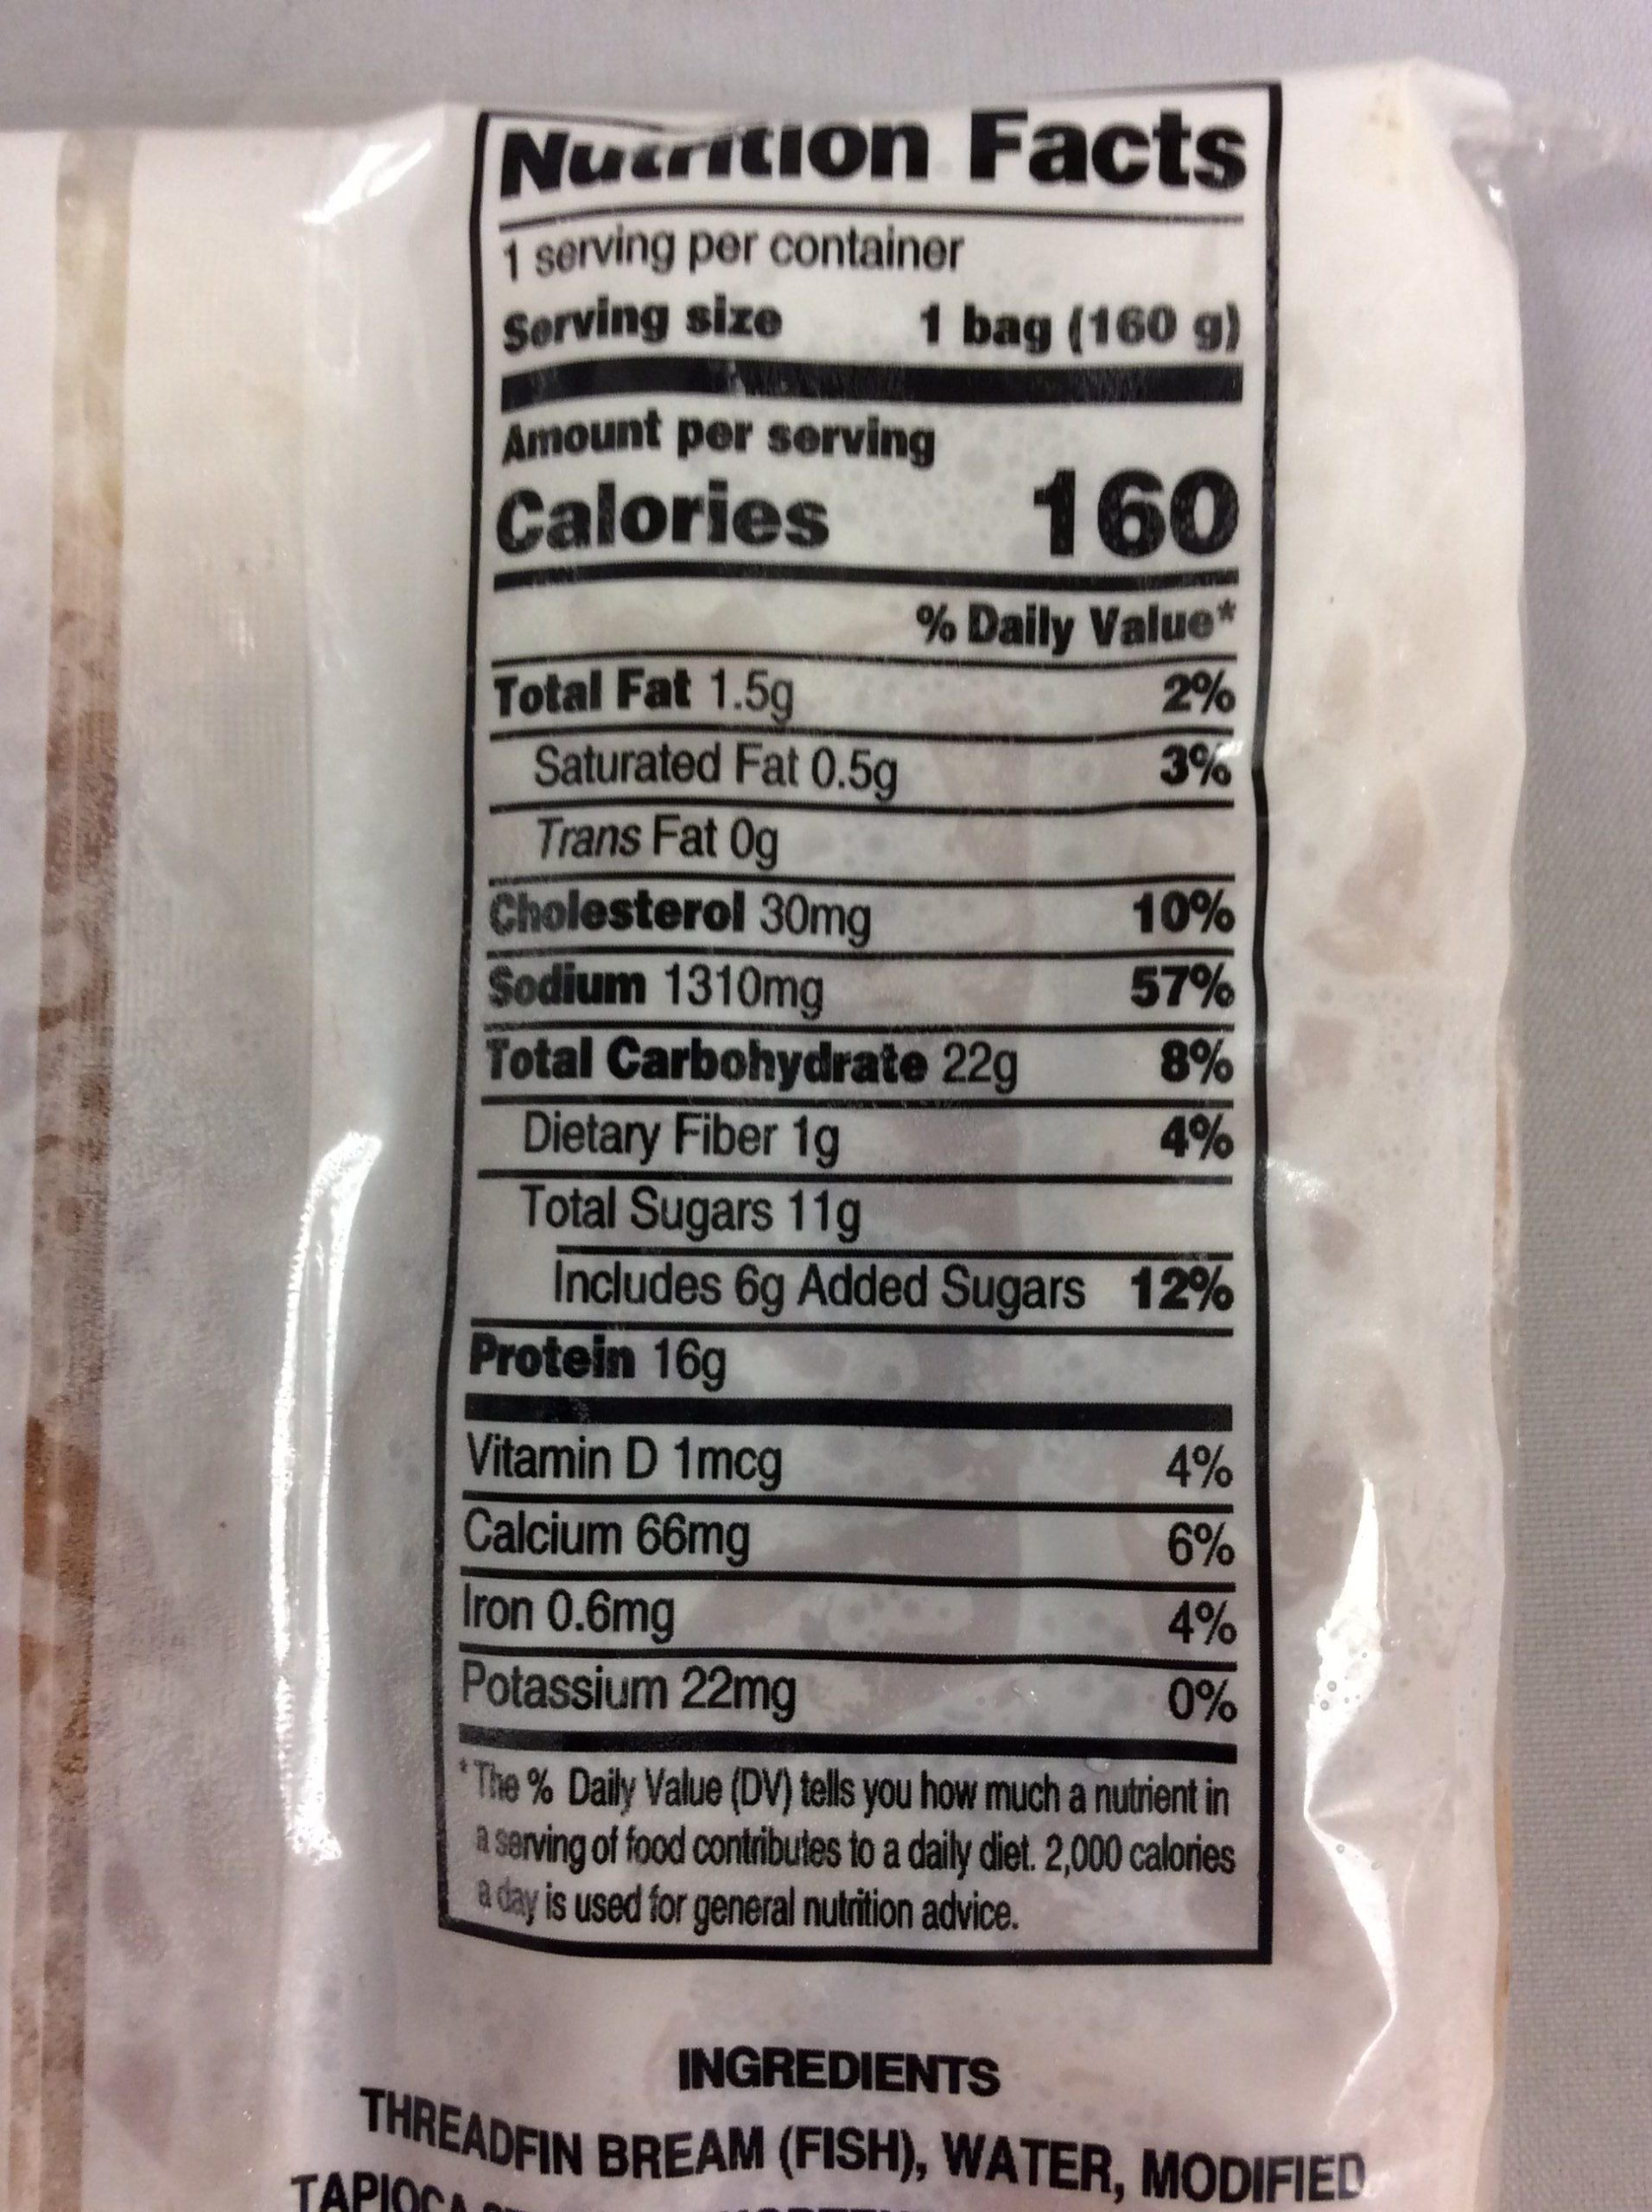 Nutrition Facts
1 serving per container
Serving size 1 bag (160 g)
Amount per serving
Calories 160
% Daily Value*
Total Fat 1.5g 2%
Saturated Fat 0.5g 3%
Trans Fat 0g
Cholesterol 30mg 10%
Sodium 1310mg 57%
Total Carbohydrate 22g 8%
Dietary Fiber 1g 4%
Total Sugars 11g
Includes 6g Added Sugars 12%
Protein 16g
Vitamin D 1mcg 4%
Calcium 66mg 6%
Iron 0.6mg 4%
Potassium 22mg 0%
*The % Daily Value (DV) tells you how much a nutrient in
a serving of food contributes to a daily diet. 2,000 calories
a day is used for general nutrition advice.
INGREDIENTS
THREADFIN BREAM (FISH), WATER, MODIFIED
TAPIOCA